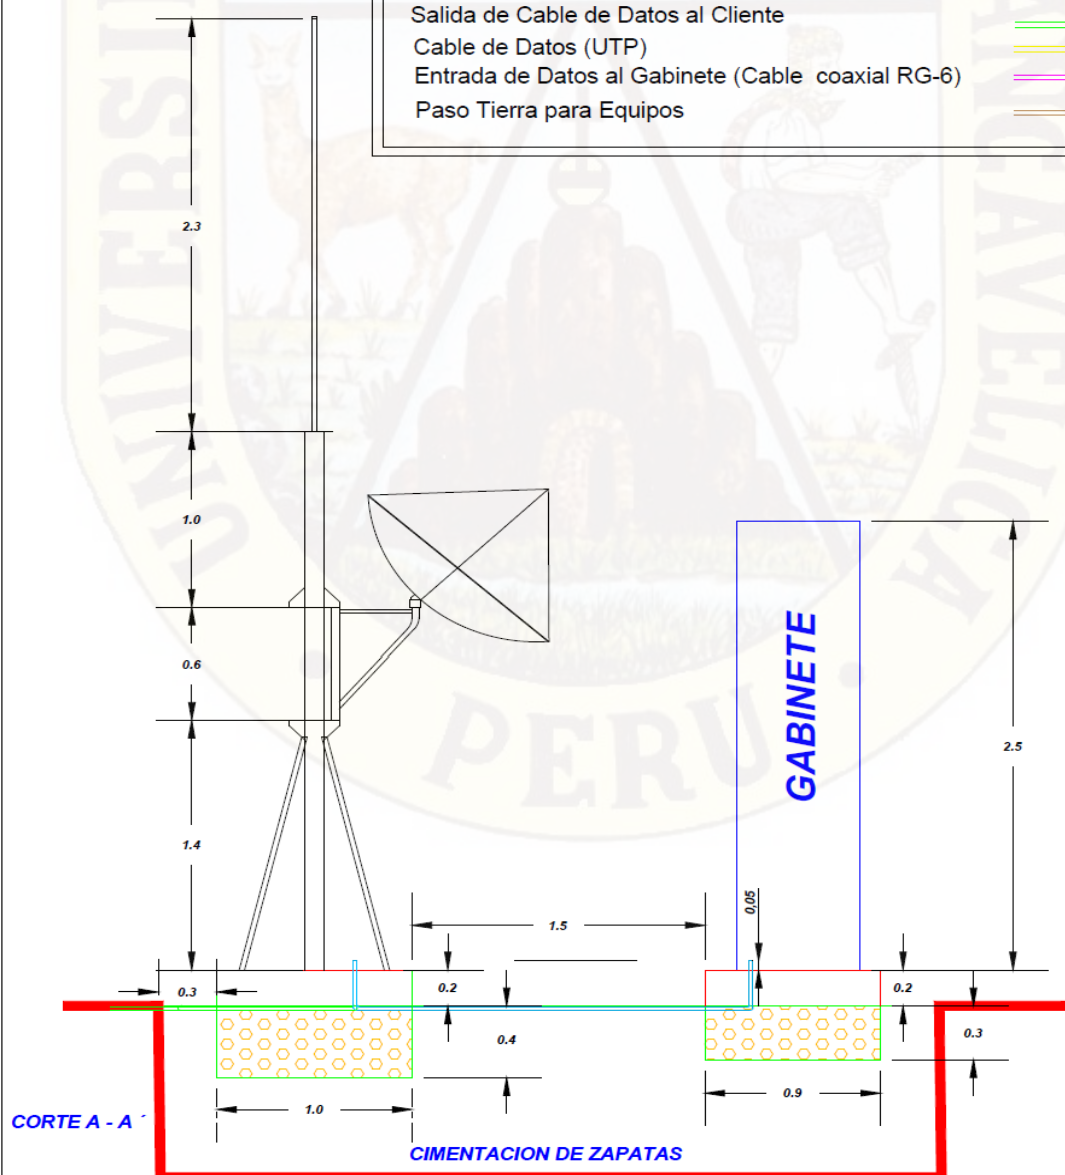 Salida de Cable de Datos al Cliente
Cable de Datos (UTP)
Entrada de Datos al Gabinete (Cable coaxial RG-6)
Paso Tierra para Equipos
2.3
1.0
0.6
1.4
GABINETE
2.5
0,05
1.5
0.3
0.2
0.2
0.4
0.3
1.0
0.9
CORTE A - A ´
CIMENTACION DE ZAPATAS
UNIVERSI
ANCAVELICA
PERU